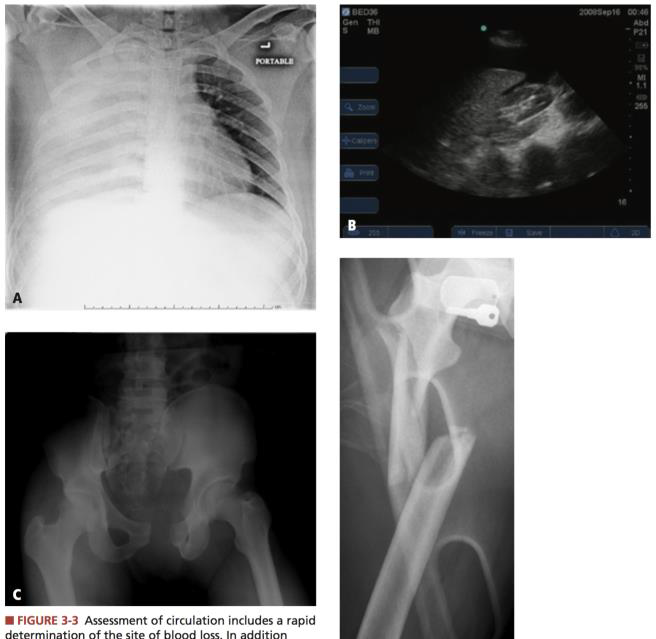 L
PORTABLE
A
BED36
2008Sep16 00:46
Gen THI
S MB
Abd
P21
98%
MI
1.1
255
Zoom
Calipers
Print
16
B
255
Freeze
Save
2D
C
■ FIGURE 3-3 Assessment of circulation includes a rapid
determination of the site of blood loss. In addition